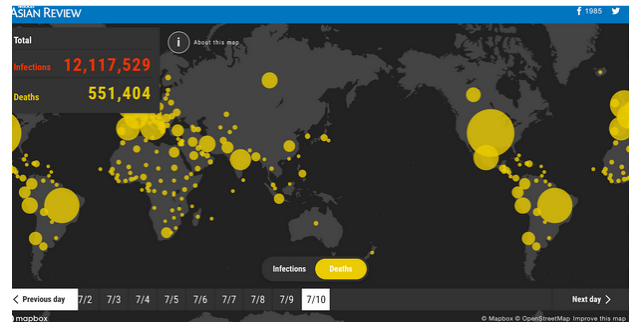 ASIAN REVIEW
1985
Total
Infections 12,117,529
Deaths 551,404
i About this map
Infections Deaths
Previous day 7/2 7/3 7/4 7/5 7/6 7/7 7/8 7/9 7/10 Next day
mapbox
© Mapbox © OpenStreetMap Improve this map